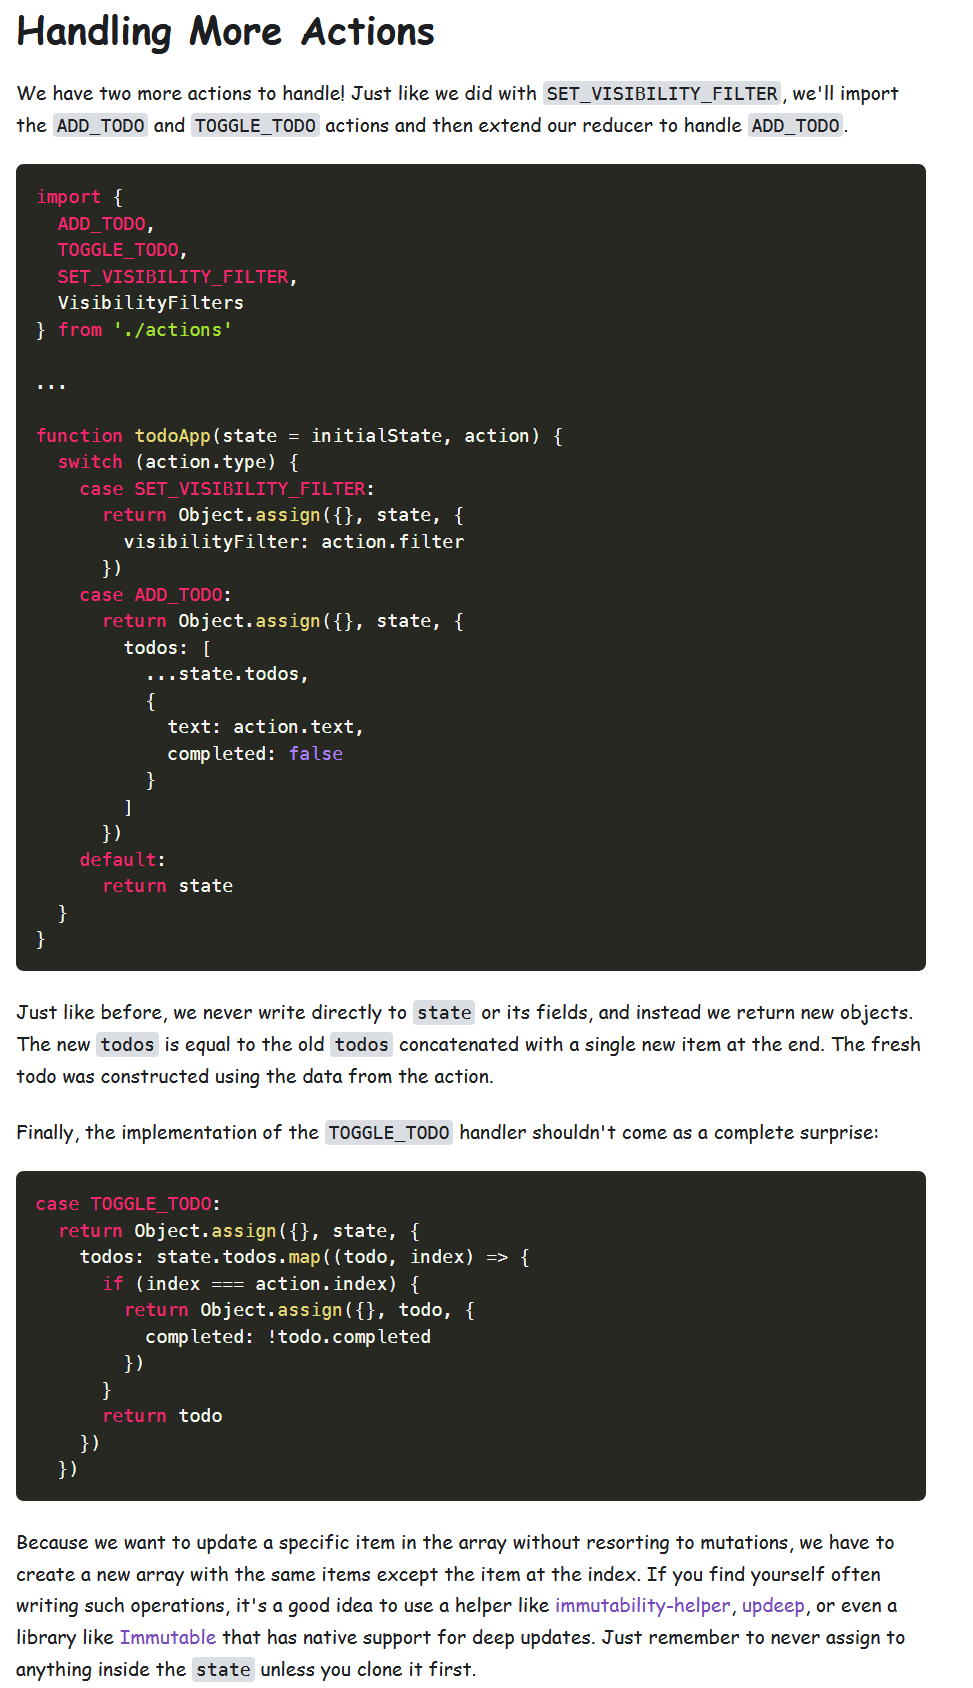 Handling More Actions
We have two more actions to handle! Just like we did with SET_VISIBILITY_FILTER, we'll import
the ADD_TODO and TOGGLE_TODO actions and then extend our reducer to handle ADD_TODO.
import {
  ADD_TODO,
  TOGGLE_TODO,
  SET_VISIBILITY_FILTER,
  VisibilityFilters
} from './actions'
...
function todoApp(state = initialState, action) {
  switch (action.type) {
    case SET_VISIBILITY_FILTER:
      return Object.assign({}, state, {
        visibilityFilter: action.filter
      })
    case ADD_TODO:
      return Object.assign({}, state, {
        todos: [
          ...state.todos,
          {
            text: action.text,
            completed: false
          }
        ]
      })
    default:
      return state
  }
}
Just like before, we never write directly to state or its fields, and instead we return new objects.
The new todos is equal to the old todos concatenated with a single new item at the end. The fresh
todo was constructed using the data from the action.
Finally, the implementation of the TOGGLE_TODO handler shouldn't come as a complete surprise:
case TOGGLE_TODO:
  return Object.assign({}, state, {
    todos: state.todos.map((todo, index) => {
      if (index === action.index) {
        return Object.assign({}, todo, {
          completed: !todo.completed
        })
      }
      return todo
    })
  })
Because we want to update a specific item in the array without resorting to mutations, we have to
create a new array with the same items except the item at the index. If you find yourself often
writing such operations, it's a good idea to use a helper like immutability-helper, updeep, or even a
library like Immutable that has native support for deep updates. Just remember to never assign to
anything inside the state unless you clone it first.